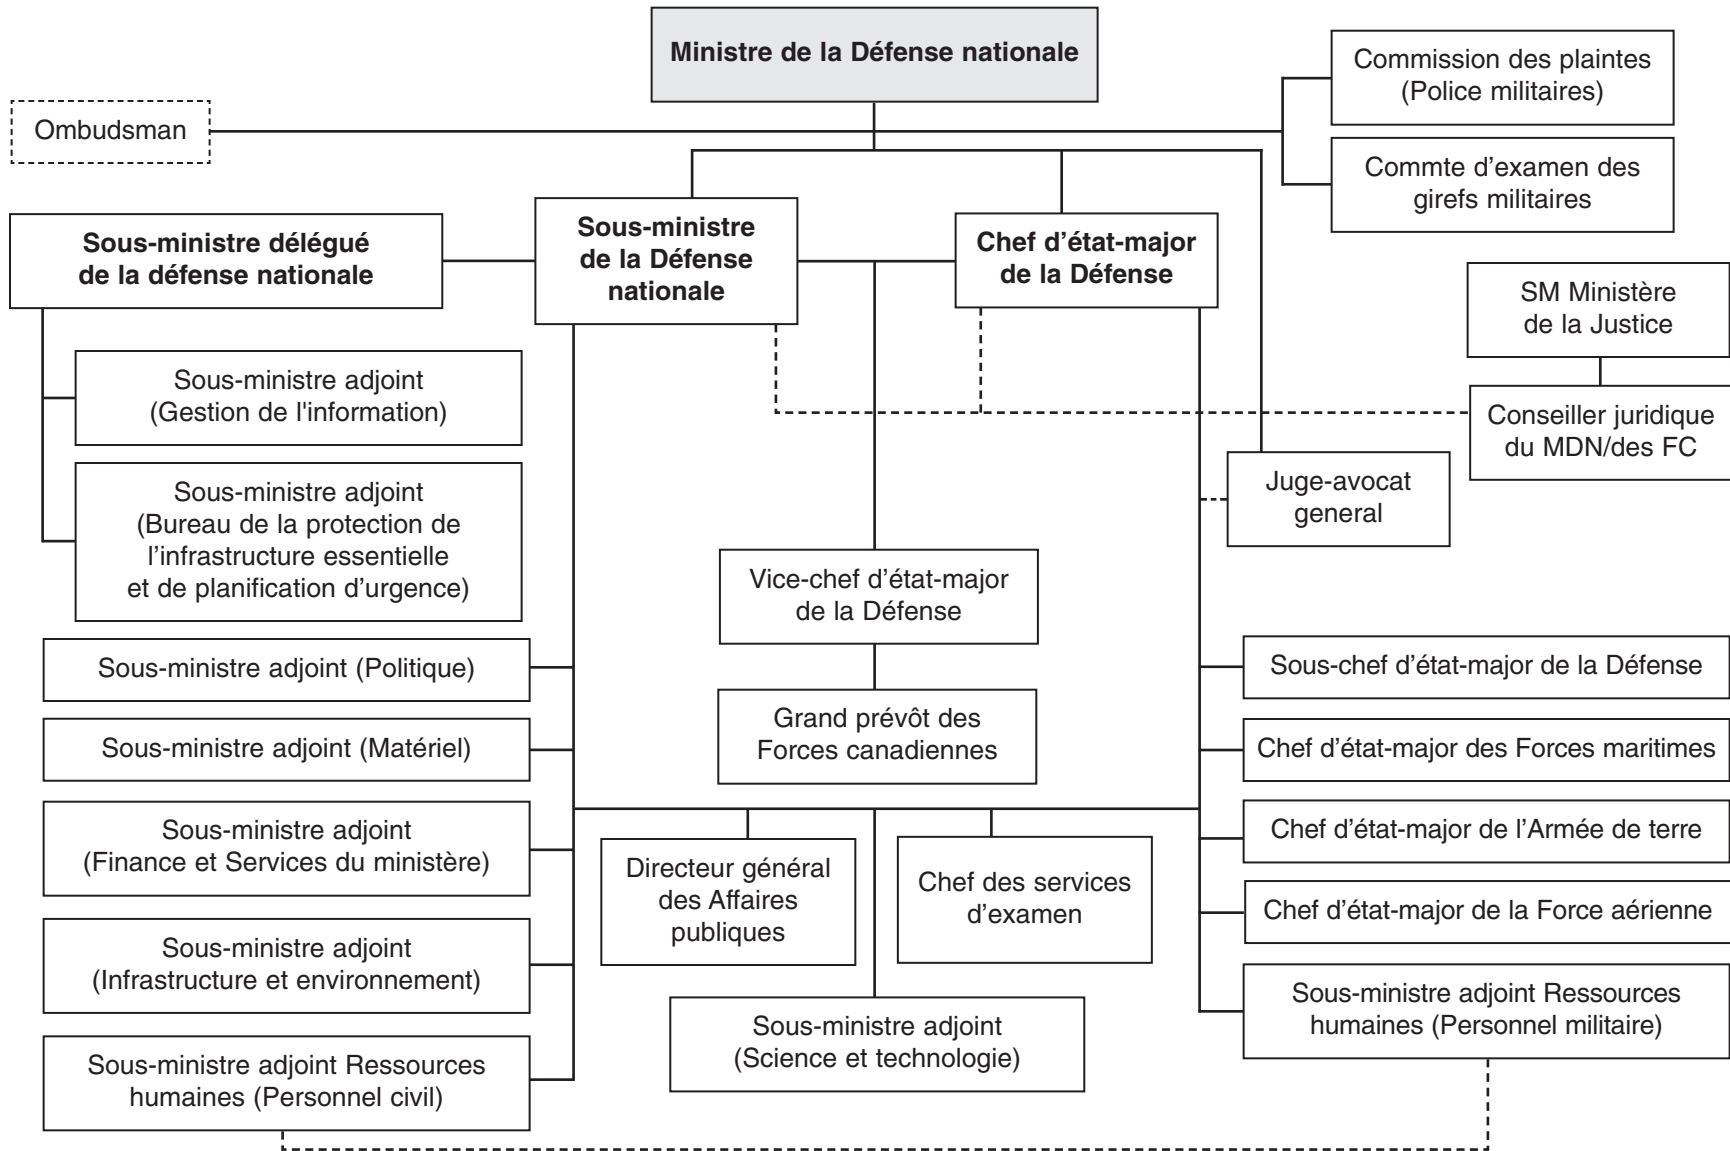 Ministre de la Défense nationale
Commission des plaintes
(Police militaires)
Ombudsman
Commte d'examen des
girefs militaires
Sous-ministre délégué
de la défense nationale
Sous-ministre
de la Défense
nationale
Chef d'état-major
de la Défense
SM Ministère
de la Justice
Sous-ministre adjoint
(Gestion de l'information)
Conseiller juridique
du MDN/des FC
Juge-avocat
general
Sous-ministre adjoint
(Bureau de la protection de
l'infrastructure essentielle
et de planification d'urgence)
Vice-chef d'état-major
de la Défense
Sous-ministre adjoint (Politique)
Sous-chef d'état-major de la Défense
Grand prévôt des
Forces canadiennes
Sous-ministre adjoint (Matériel)
Chef d'état-major des Forces maritimes
Sous-ministre adjoint
(Finance et Services du ministère)
Directeur général
des Affaires
publiques
Chef des services
d'examen
Chef d'état-major de l'Armée de terre
Chef d'état-major de la Force aérienne
Sous-ministre adjoint
(Infrastructure et environnement)
Sous-ministre adjoint
(Science et technologie)
Sous-ministre adjoint Ressources
humaines (Personnel militaire)
Sous-ministre adjoint Ressources
humaines (Personnel civil)